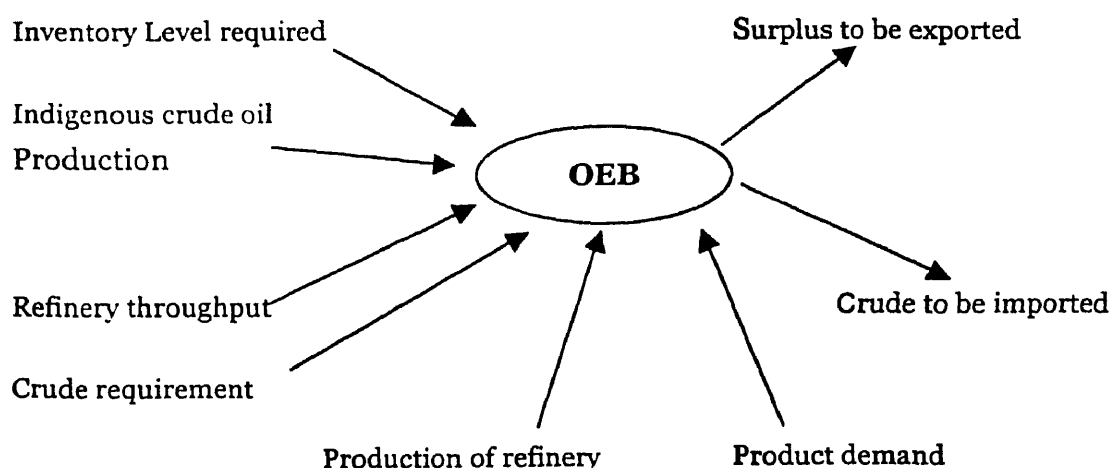 Inventory Level required
Surplus to be exported
Indigenous crude oil
Production
OEB
Refinery throughput
Crude to be imported
Crude requirement
Production of refinery
Product demand